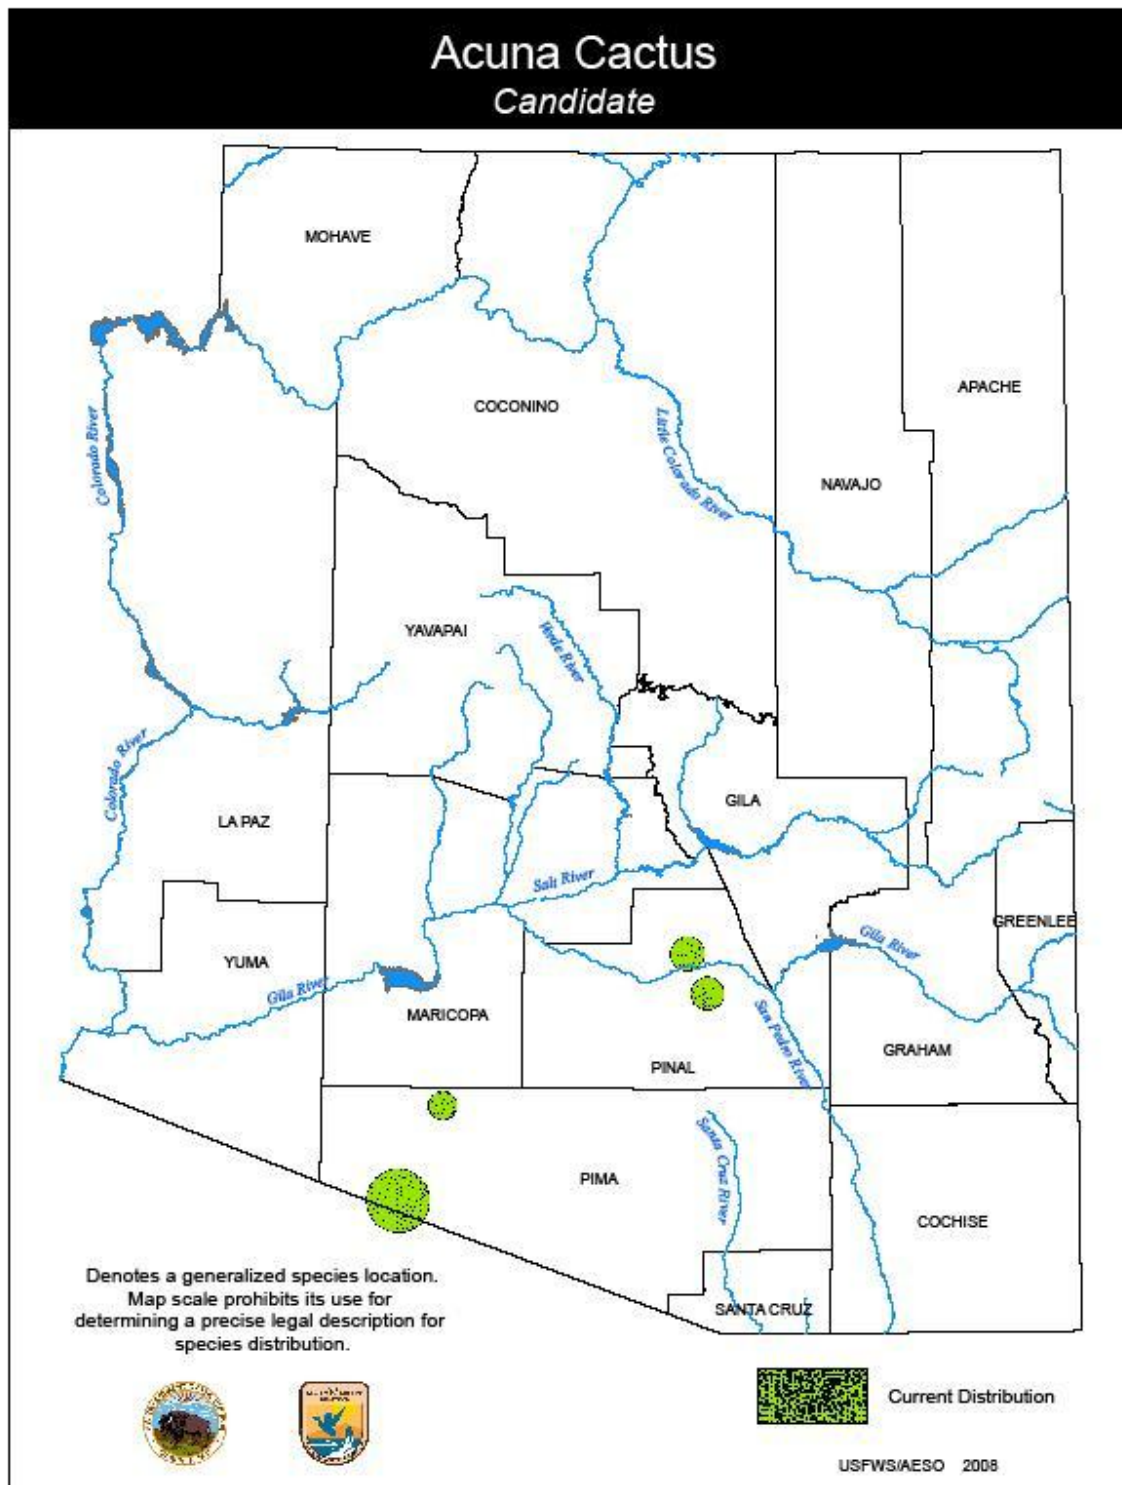 Acuna Cactus
Candidate
MOHAVE
COCONINO
APACHE
Colorado River
Little Colorado River
NAVAJO
YAVAPAI
Verde River
Colorado River
LA PAZ
GILA
Salt River
GREENLEE
YUMA
Gila River
Gila River
MARICOPA
San Pedro River
GRAHAM
PINAL
Santa Cruz River
PIMA
COCHISE
SANTA CRUZ
Denotes a generalized species location.
Map scale prohibits its use for
determining a precise legal description for
species distribution.
Current Distribution
USFWS/AESO 2008